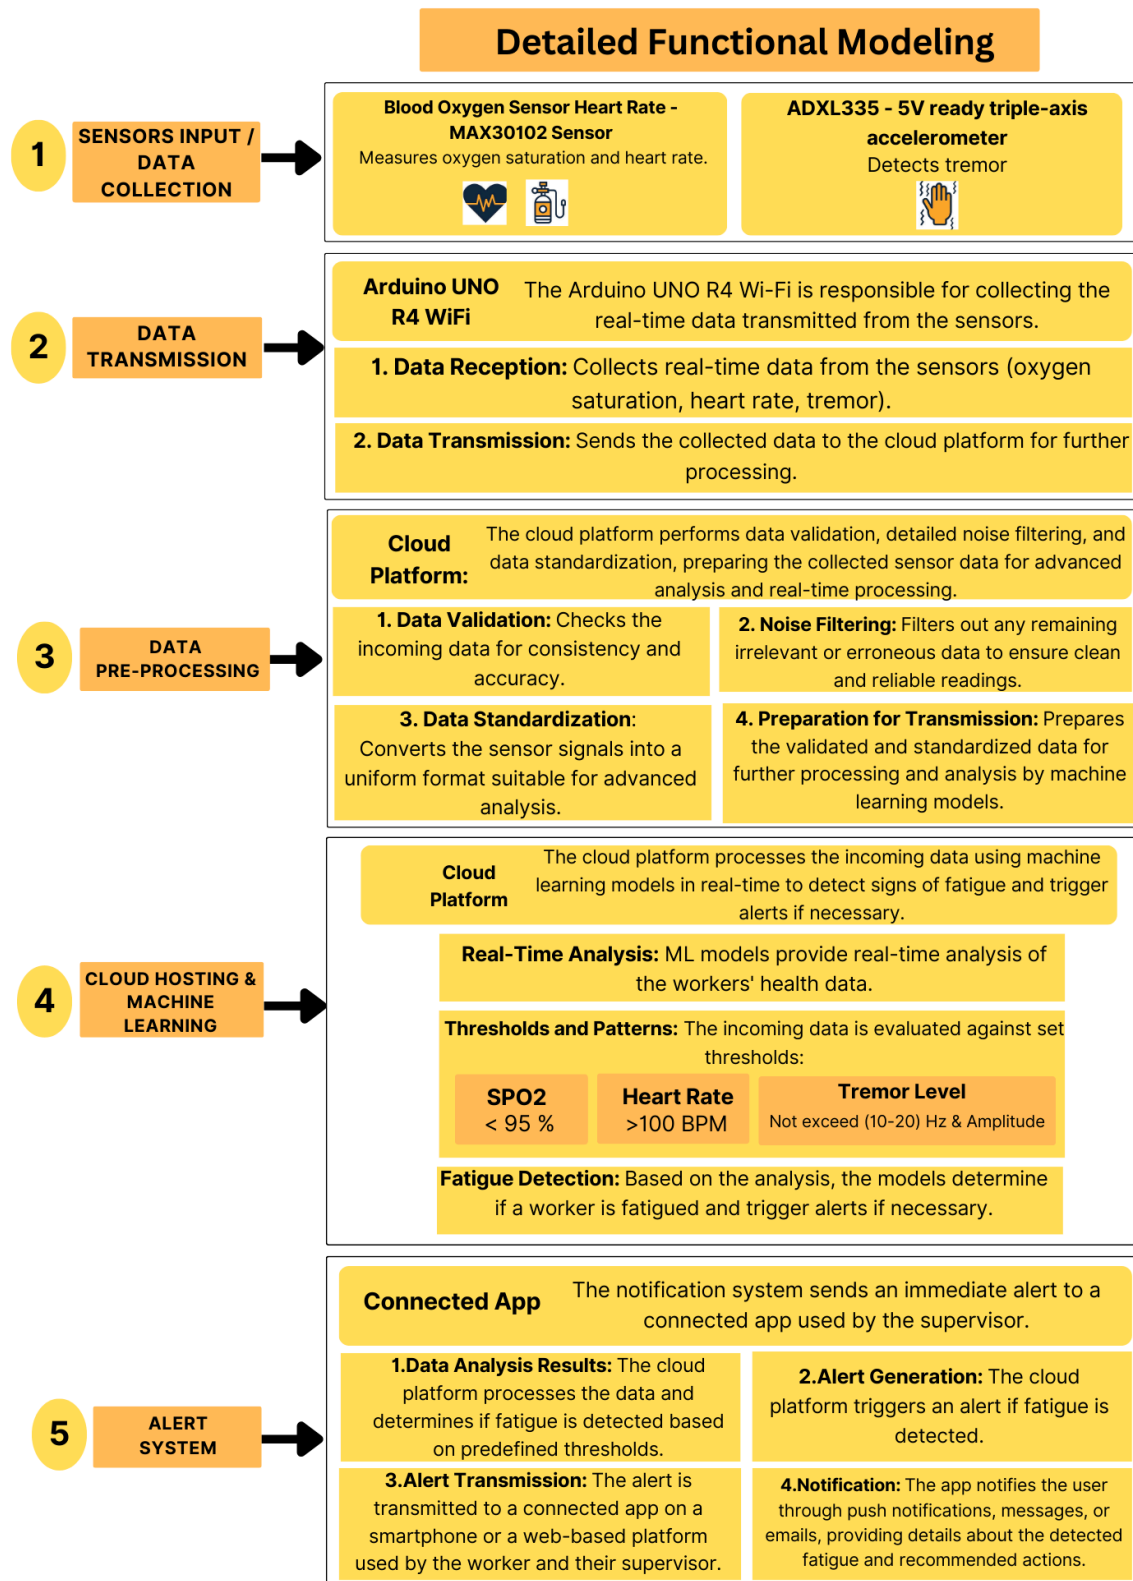 Detailed Functional Modeling
1
SENSORS INPUT /
DATA
COLLECTION
Blood Oxygen Sensor Heart Rate -
MAX30102 Sensor
Measures oxygen saturation and heart rate.
ADXL335 - 5V ready triple-axis
accelerometer
Detects tremor
2
DATA
TRANSMISSION
Arduino UNO
R4 WiFi
The Arduino UNO R4 Wi-Fi is responsible for collecting the
real-time data transmitted from the sensors.
1. Data Reception: Collects real-time data from the sensors (oxygen
saturation, heart rate, tremor).
2. Data Transmission: Sends the collected data to the cloud platform for further
processing.
3
DATA
PRE-PROCESSING
Cloud
Platform:
The cloud platform performs data validation, detailed noise filtering, and
data standardization, preparing the collected sensor data for advanced
analysis and real-time processing.
1. Data Validation: Checks the
incoming data for consistency and
accuracy.
2. Noise Filtering: Filters out any remaining
irrelevant or erroneous data to ensure clean
and reliable readings.
3. Data Standardization:
Converts the sensor signals into a
uniform format suitable for advanced
analysis.
4. Preparation for Transmission: Prepares
the validated and standardized data for
further processing and analysis by machine
learning models.
4
CLOUD HOSTING &
MACHINE
LEARNING
Cloud
Platform
The cloud platform processes the incoming data using machine
learning models in real-time to detect signs of fatigue and trigger
alerts if necessary.
Real-Time Analysis: ML models provide real-time analysis of
the workers' health data.
Thresholds and Patterns: The incoming data is evaluated against set
thresholds:
SPO2
< 95 %
Heart Rate
>100 BPM
Tremor Level
Not exceed (10-20) Hz & Amplitude
Fatigue Detection: Based on the analysis, the models determine
if a worker is fatigued and trigger alerts if necessary.
5
ALERT
SYSTEM
Connected App
The notification system sends an immediate alert to a
connected app used by the supervisor.
1.Data Analysis Results: The cloud
platform processes the data and
determines if fatigue is detected based
on predefined thresholds.
2.Alert Generation: The cloud
platform triggers an alert if fatigue is
detected.
3.Alert Transmission: The alert is
transmitted to a connected app on a
smartphone or a web-based platform
used by the worker and their supervisor.
4.Notification: The app notifies the user
through push notifications, messages, or
emails, providing details about the detected
fatigue and recommended actions.